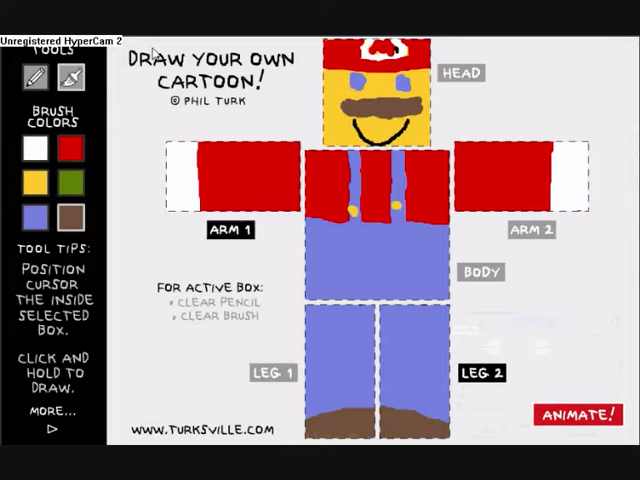 Unregistered HyperCam 2
TOOLS
BRUSH
COLORS
TOOL TIPS:
POSITION
CURSOR
THE INSIDE
SELECTED
BOX.
CLICK AND
HOLD TO
DRAW.
MORE...
DRAW YOUR OWN
CARTOON!
© PHIL TURK
HEAD
ARM 1
ARM 2
BODY
FOR ACTIVE BOX:
• CLEAR PENCIL
• CLEAR BRUSH
LEG 1
LEG 2
ANIMATE!
WWW.TURKSVILLE.COM